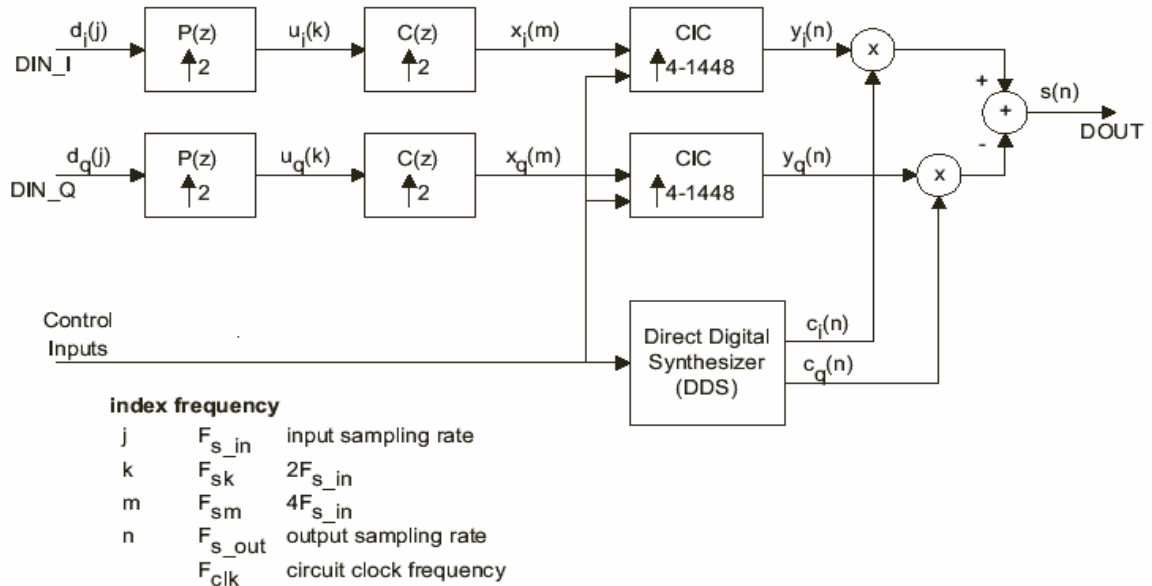 d_i(j)
DIN_I
P(z)
↑2
u_i(k)
C(z)
↑2
x_i(m)
CIC
↑4-1448
y_i(n)
x
d_q(j)
DIN_Q
P(z)
↑2
u_q(k)
C(z)
↑2
x_q(m)
CIC
↑4-1448
y_q(n)
x
+
+
-
s(n)
DOUT
Control
Inputs
Direct Digital
Synthesizer
(DDS)
c_i(n)
c_q(n)
index frequency
j F_s_in input sampling rate
k F_sk 2F_s_in
m F_sm 4F_s_in
n F_s_out output sampling rate
F_clk circuit clock frequency